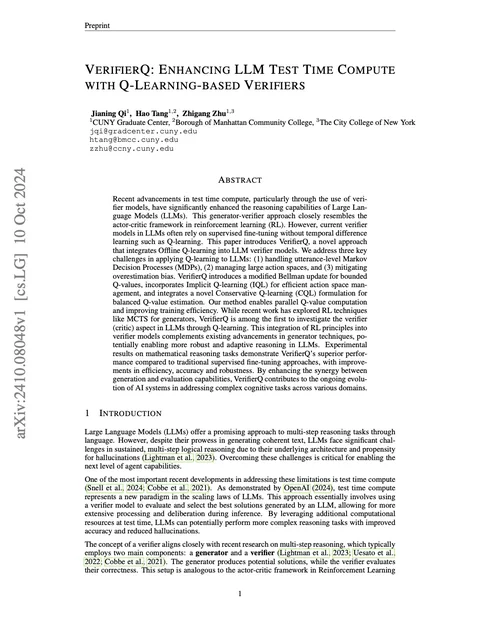 Preprint
VERIFIERQ: ENHANCING LLM TEST TIME COMPUTE
WITH Q-LEARNING-BASED VERIFIERS
Jianing Qi1, Hao Tang1,2, Zhigang Zhu1,3
1CUNY Graduate Center, 2Borough of Manhattan Community College, 3The City College of New York
jqi@gradcenter.cuny.edu
htang@bmcc.cuny.edu
zzhu@ccny.cuny.edu
ABSTRACT
Recent advancements in test time compute, particularly through the use of veri-
fier models, have significantly enhanced the reasoning capabilities of Large Lan-
guage Models (LLMs). This generator-verifier approach closely resembles the
actor-critic framework in reinforcement learning (RL). However, current verifier
models in LLMs often rely on supervised fine-tuning without temporal difference
learning such as Q-learning. This paper introduces VerifierQ, a novel approach
that integrates Offline Q-learning into LLM verifier models. We address three key
challenges in applying Q-learning to LLMs: (1) handling utterance-level Markov
Decision Processes (MDPs), (2) managing large action spaces, and (3) mitigating
overestimation bias. VerifierQ introduces a modified Bellman update for bounded
Q-values, incorporates Implicit Q-learning (IQL) for efficient action space man-
agement, and integrates a novel Conservative Q-learning (CQL) formulation for
balanced Q-value estimation. Our method enables parallel Q-value computation
and improving training efficiency. While recent work has explored RL techniques
like MCTS for generators, VerifierQ is among the first to investigate the verifier
(critic) aspect in LLMs through Q-learning. This integration of RL principles into
verifier models complements existing advancements in generator techniques, po-
tentially enabling more robust and adaptive reasoning in LLMs. Experimental
results on mathematical reasoning tasks demonstrate VerifierQ's superior perfor-
mance compared to traditional supervised fine-tuning approaches, with improve-
ments in efficiency, accuracy and robustness. By enhancing the synergy between
generation and evaluation capabilities, VerifierQ contributes to the ongoing evolu-
tion of AI systems in addressing complex cognitive tasks across various domains.
1 INTRODUCTION
Large Language Models (LLMs) offer a promising approach to multi-step reasoning tasks through
language. However, despite their prowess in generating coherent text, LLMs face significant chal-
lenges in sustained, multi-step logical reasoning due to their underlying architecture and propensity
for hallucinations (Lightman et al., 2023). Overcoming these challenges is critical for enabling the
next level of agent capabilities.
One of the most important recent developments in addressing these limitations is test time compute
(Snell et al., 2024; Cobbe et al., 2021). As demonstrated by OpenAI (2024), test time compute
represents a new paradigm in the scaling laws of LLMs. This approach essentially involves using
a verifier model to evaluate and select the best solutions generated by an LLM, allowing for more
extensive processing and deliberation during inference. By leveraging additional computational
resources at test time, LLMs can potentially perform more complex reasoning tasks with improved
accuracy and reduced hallucinations.
The concept of a verifier aligns closely with recent research on multi-step reasoning, which typically
employs two main components: a generator and a verifier (Lightman et al., 2023; Uesato et al.,
2022; Cobbe et al., 2021). The generator produces potential solutions, while the verifier evaluates
their correctness. This setup is analogous to the actor-critic framework in Reinforcement Learning
1
arXiv:2410.08048v1 [cs.LG] 10 Oct 2024